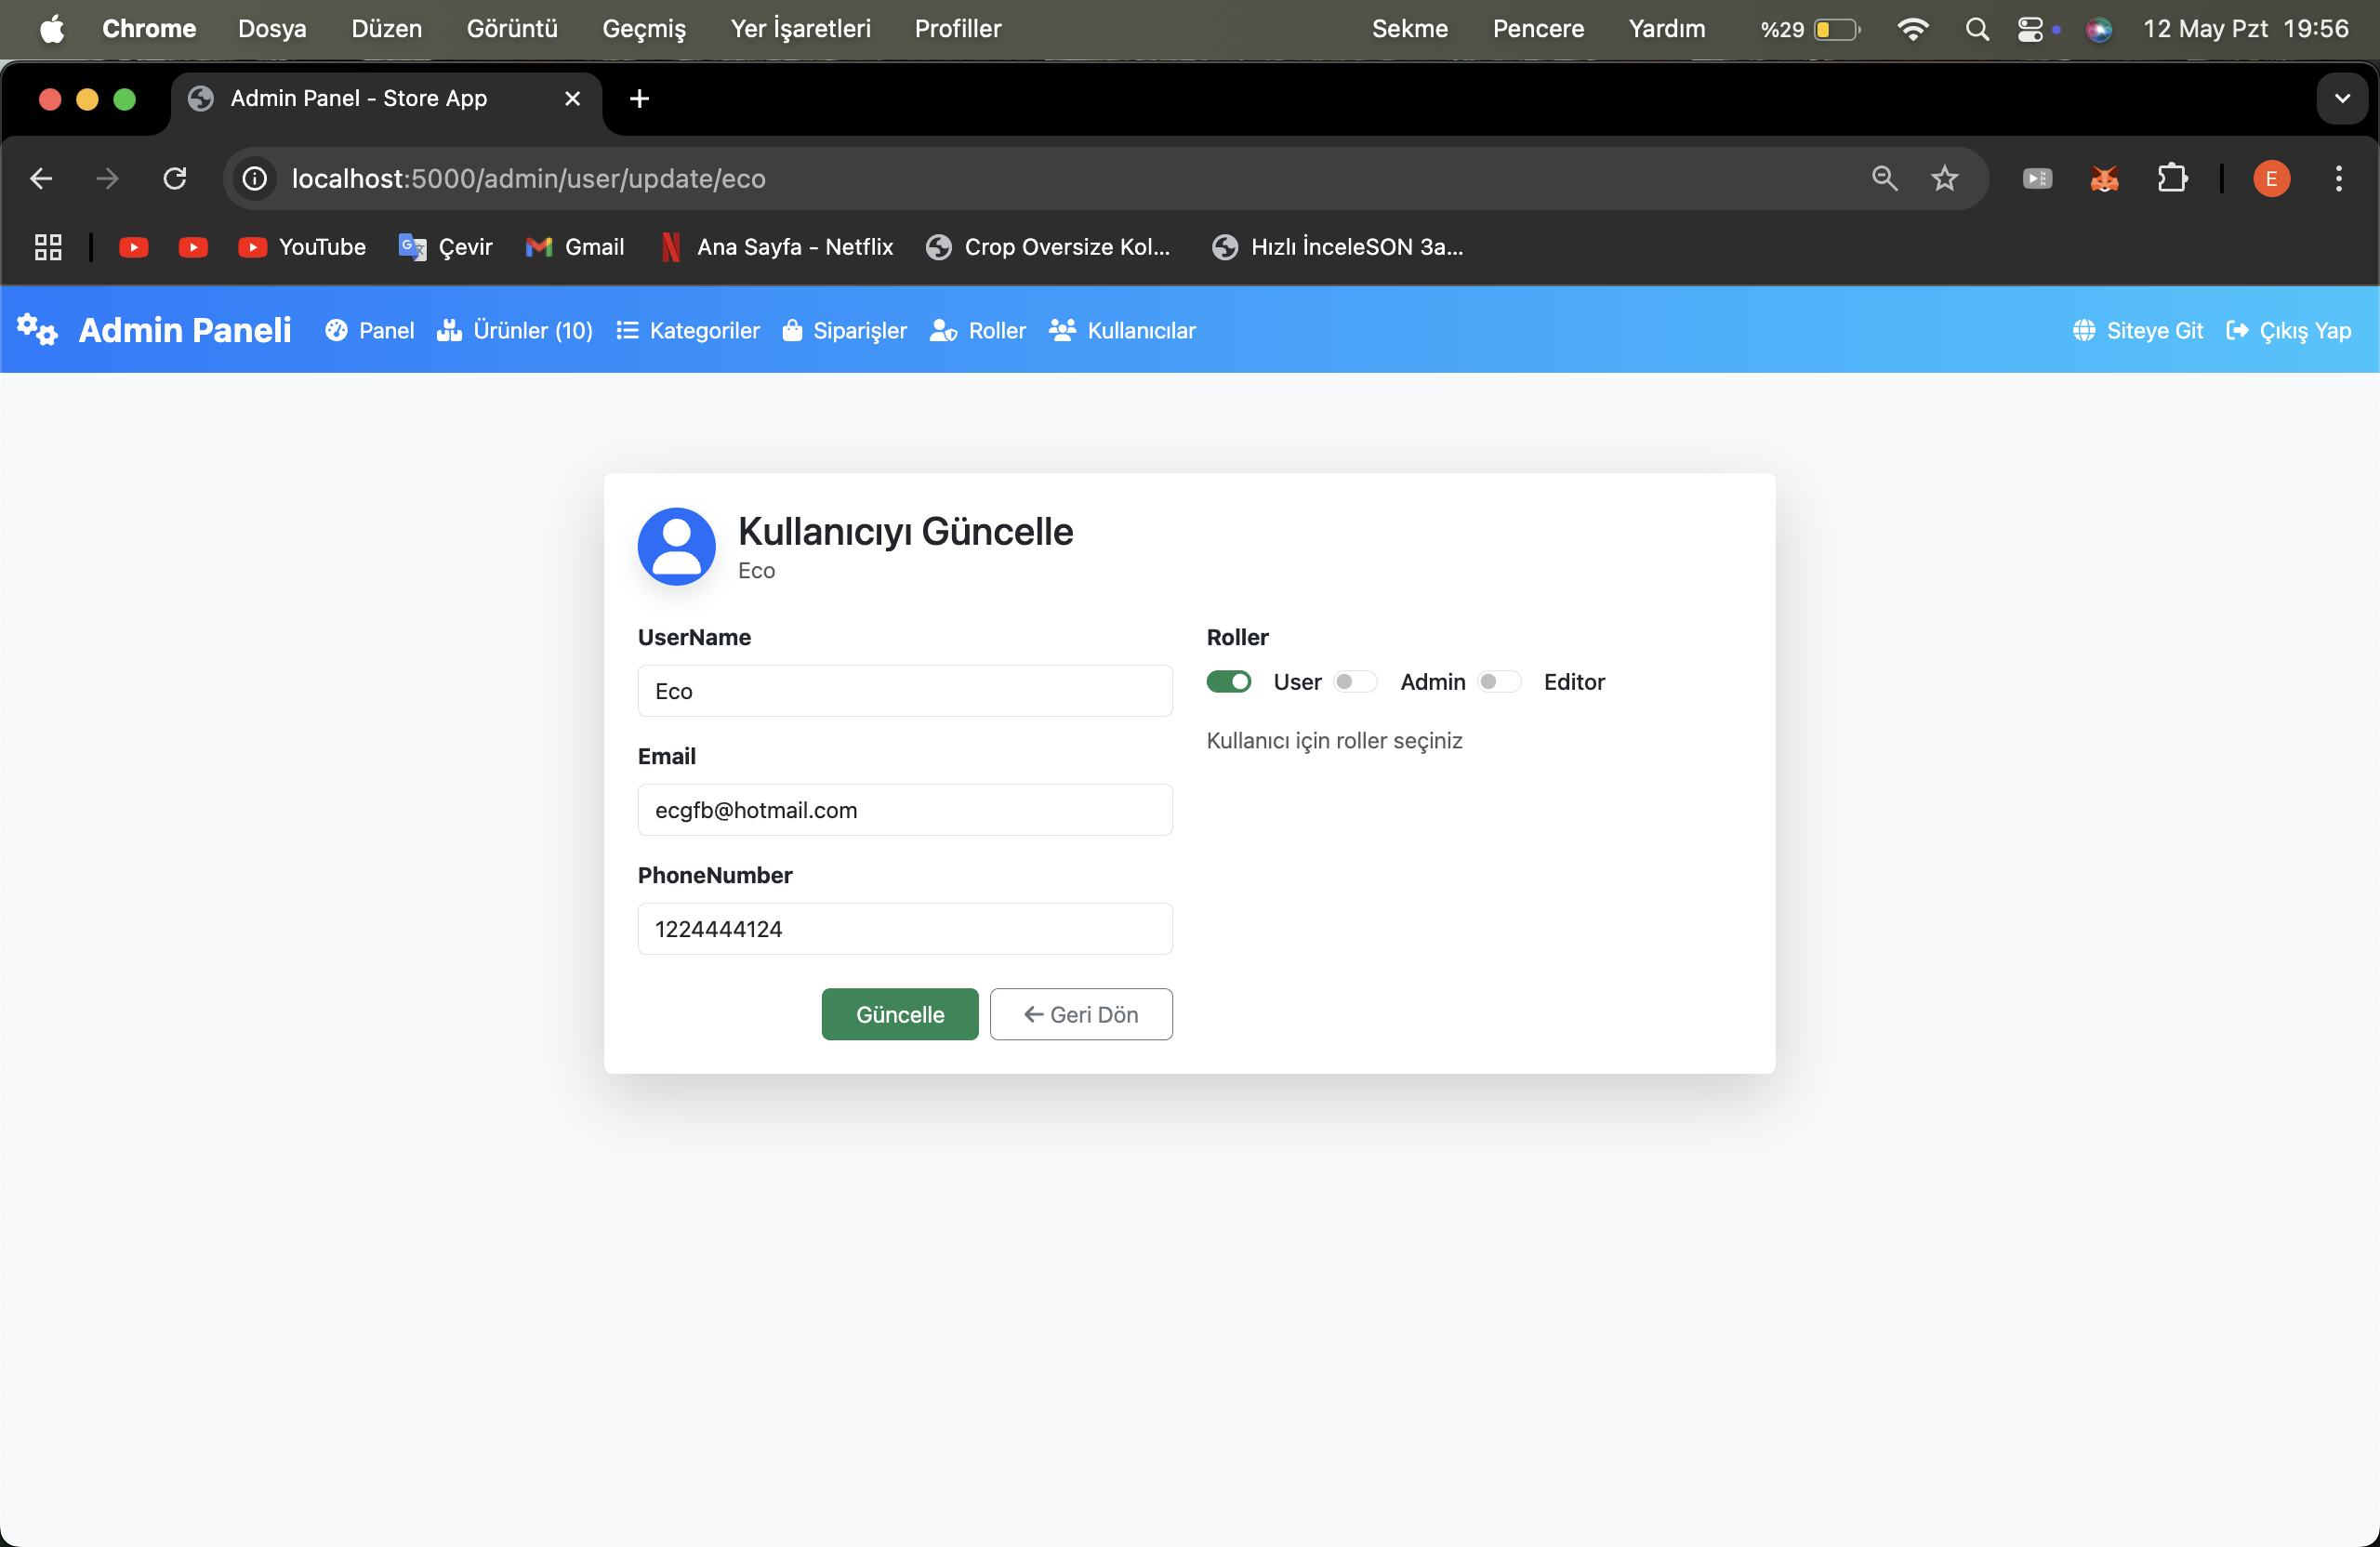 Chrome Dosya Düzen Görüntü Geçmiş Yer İşaretleri Profiller Sekme Pencere Yardım %29 12 May Pzt 19:56
Admin Panel - Store App
localhost:5000/admin/user/update/eco
E
YouTube Çevir Gmail Ana Sayfa - Netflix Crop Oversize Kol... Hızlı İnceleSON 3a...
Admin Paneli Panel Ürünler (10) Kategoriler Siparişler Roller Kullanıcılar Siteye Git Çıkış Yap
Kullanıcıyı Güncelle
Eco
UserName
Eco
Email
ecgfb@hotmail.com
PhoneNumber
1224444124
Güncelle Geri Dön
Roller
User Admin Editor
Kullanıcı için roller seçiniz